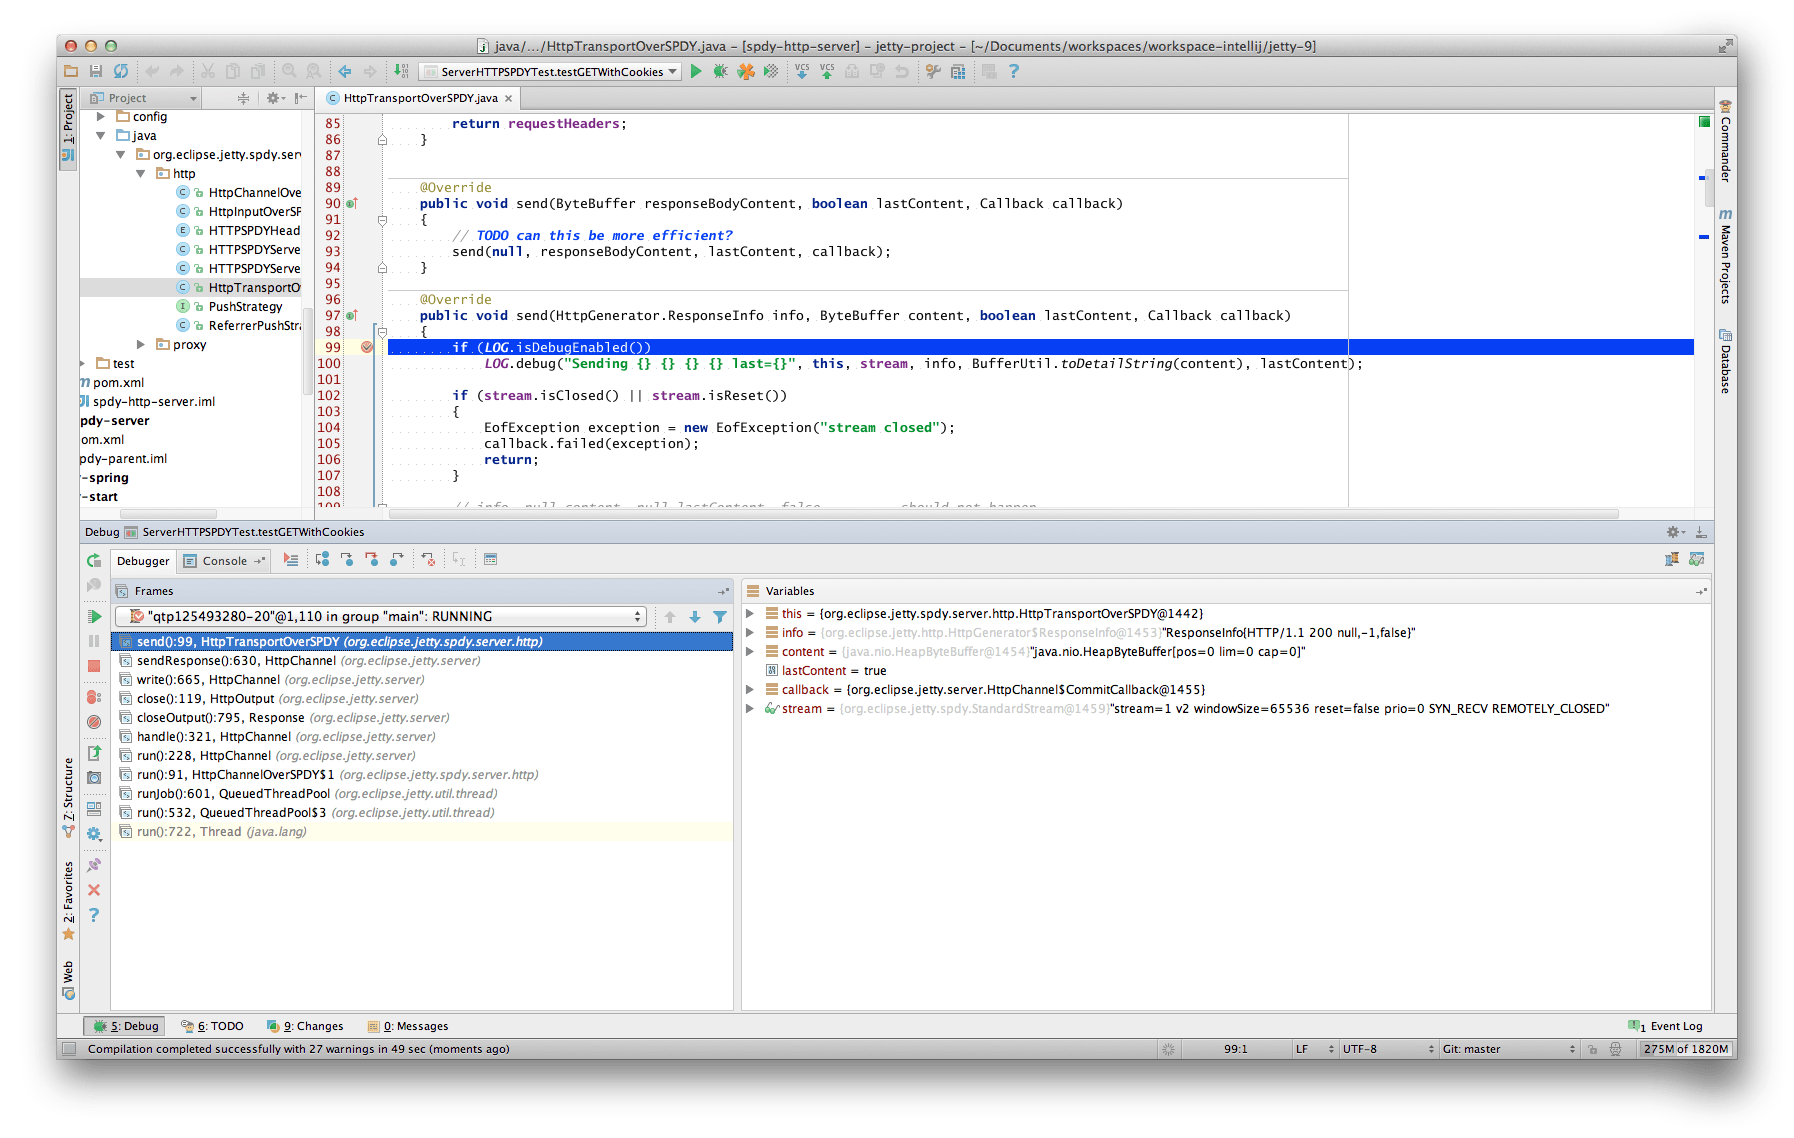 java/.../HttpTransportOverSPDY.java – [spdy-http-server] – jetty-project – [~/Documents/workspaces/workspace-intellij/jetty-9]
ServerHTTPSPDYTest.testGETWithCookies
VCS
VCS
1: Project
Project
config
java
org.eclipse.jetty.spdy.serv
http
HttpChannelOve
HttpInputOverSP
HTTPSPDYHead
HTTPSPDYServe
HTTPSPDYServe
HttpTransportO
PushStrategy
ReferrerPushStra
proxy
test
pom.xml
spdy-http-server.iml
pdy-server
om.xml
pdy-parent.iml
-spring
-start
HttpTransportOverSPDY.java
85 return requestHeaders;
86 }
87
88
89 @Override
90 public void send(ByteBuffer responseBodyContent, boolean lastContent, Callback callback)
91 {
92 // TODO can this be more efficient?
93 send(null, responseBodyContent, lastContent, callback);
94 }
95
96 @Override
97 public void send(HttpGenerator.ResponseInfo info, ByteBuffer content, boolean lastContent, Callback callback)
98 {
99 if (LOG.isDebugEnabled())
100 LOG.debug("Sending {} {} {} {} last={}", this, stream, info, BufferUtil.toDetailString(content), lastContent);
101
102 if (stream.isClosed() || stream.isReset())
103 {
104 EofException exception = new EofException("stream closed");
105 callback.failed(exception);
106 return;
107 }
108
Commander
Maven Projects
Database
Debug ServerHTTPSPDYTest.testGETWithCookies
Debugger
Console
Frames
"qtp125493280-20"@1,110 in group "main": RUNNING
send():99, HttpTransportOverSPDY (org.eclipse.jetty.spdy.server.http)
sendResponse():630, HttpChannel (org.eclipse.jetty.server)
write():665, HttpChannel (org.eclipse.jetty.server)
close():119, HttpOutput (org.eclipse.jetty.server)
closeOutput():795, Response (org.eclipse.jetty.server)
handle():321, HttpChannel (org.eclipse.jetty.server)
run():228, HttpChannel (org.eclipse.jetty.server)
run():91, HttpChannelOverSPDY$1 (org.eclipse.jetty.spdy.server.http)
runJob():601, QueuedThreadPool (org.eclipse.jetty.util.thread)
run():532, QueuedThreadPool$3 (org.eclipse.jetty.util.thread)
run():722, Thread (java.lang)
Variables
this = {org.eclipse.jetty.spdy.server.http.HttpTransportOverSPDY@1442}
info = {org.eclipse.jetty.http.HttpGenerator$ResponseInfo@1453}"ResponseInfo{HTTP/1.1 200 null,-1,false}"
content = {java.nio.HeapByteBuffer@1454}"java.nio.HeapByteBuffer[pos=0 lim=0 cap=0]"
lastContent = true
callback = {org.eclipse.jetty.server.HttpChannel$CommitCallback@1455}
stream = {org.eclipse.jetty.spdy.StandardStream@1459}"stream=1 v2 windowSize=65536 reset=false prio=0 SYN_RECV REMOTELY_CLOSED"
Z: Structure
2: Favorites
Web
5: Debug
6: TODO
9: Changes
0: Messages
1 Event Log
Compilation completed successfully with 27 warnings in 49 sec (moments ago)
99:1
LF
UTF-8
Git: master
275M of 1820M